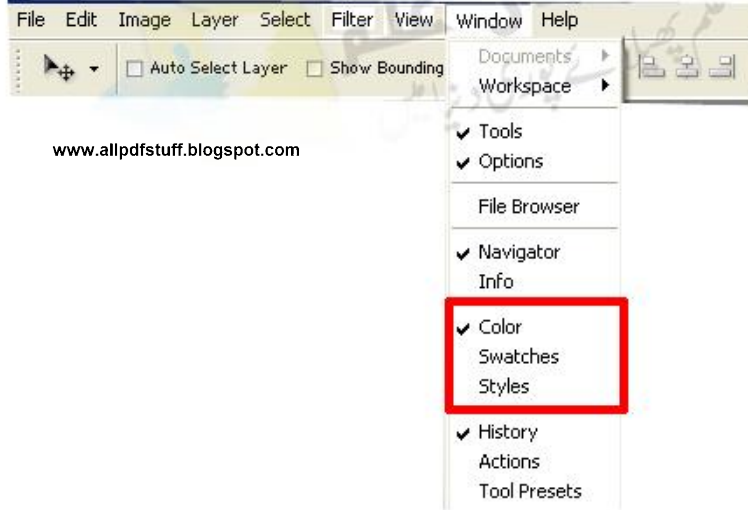 File Edit Image Layer Select Filter View Window Help
Auto Select Layer Show Bounding
Documents
Workspace
www.allpdfstuff.blogspot.com
Tools
Options
File Browser
Navigator
Info
Color
Swatches
Styles
History
Actions
Tool Presets